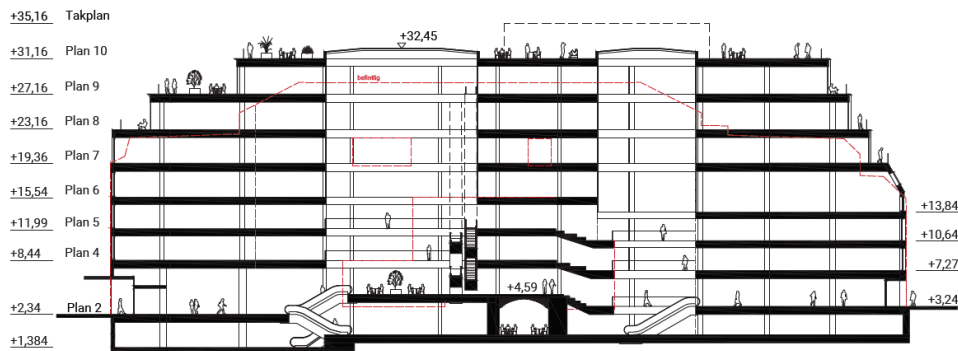 +35,16 Takplan
+31,16 Plan 10
+32,45
+27,16 Plan 9
befintlig
+23,16 Plan 8
+19,36 Plan 7
+15,54 Plan 6
+13,84
+11,99 Plan 5
+10,64
+8,44 Plan 4
+7,27
+4,59
+3,24
+2,34 Plan 2
+1,384